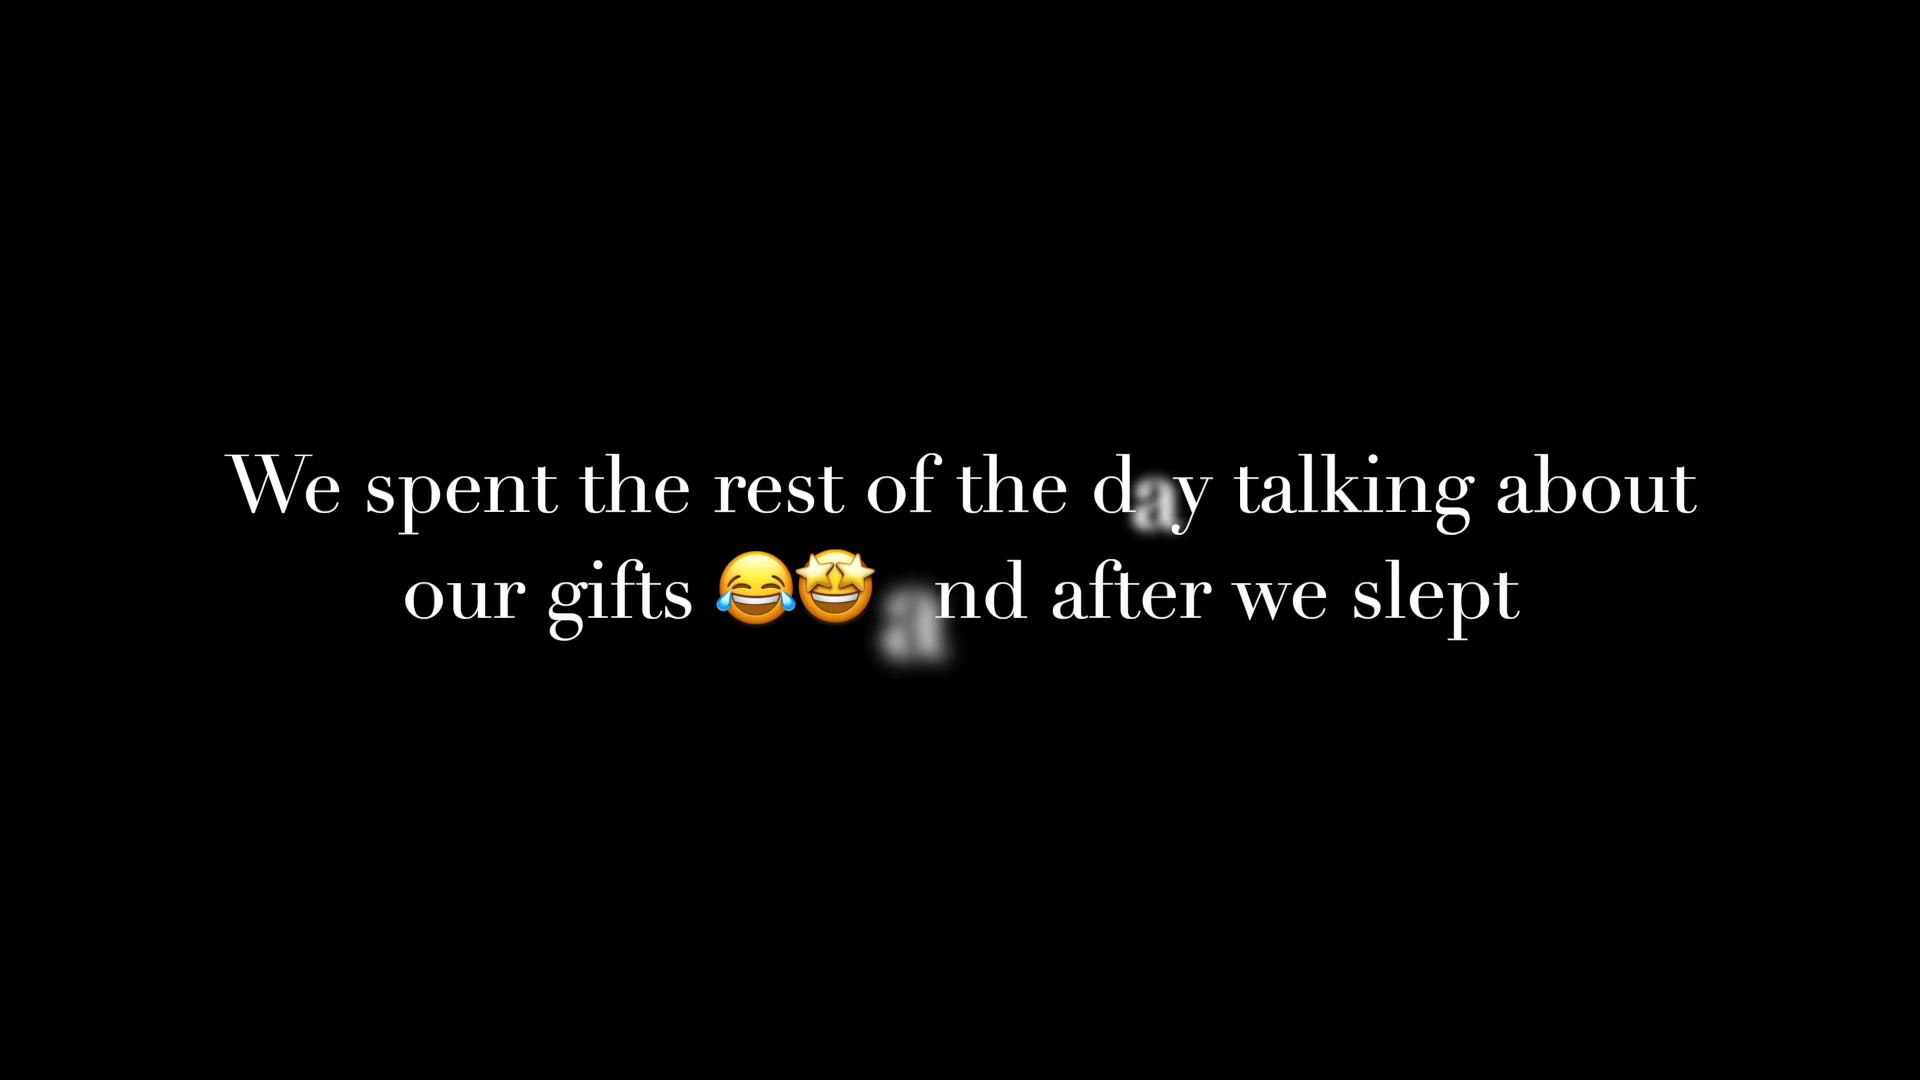 We spent the rest of the day talking about
our gifts 😂🤩 and after we slept